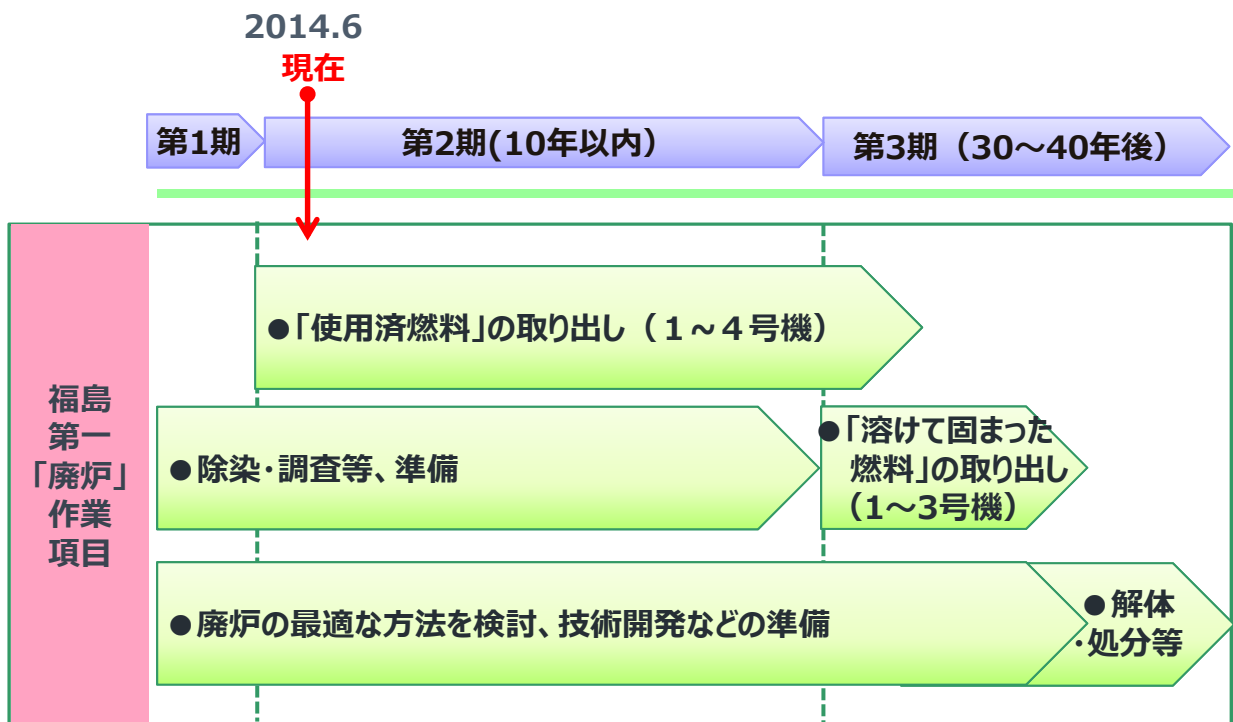 2014.6
現在
第1期
第2期(10年以内）
第3期（30～40年後）
福島
第一
「廃炉」
作業
項目
●「使用済燃料」の取り出し（１～４号機）
●除染・調査等、準備
●「溶けて固まった
燃料」の取り出し
（1～3号機）
●廃炉の最適な方法を検討、技術開発などの準備
●解体
・処分等